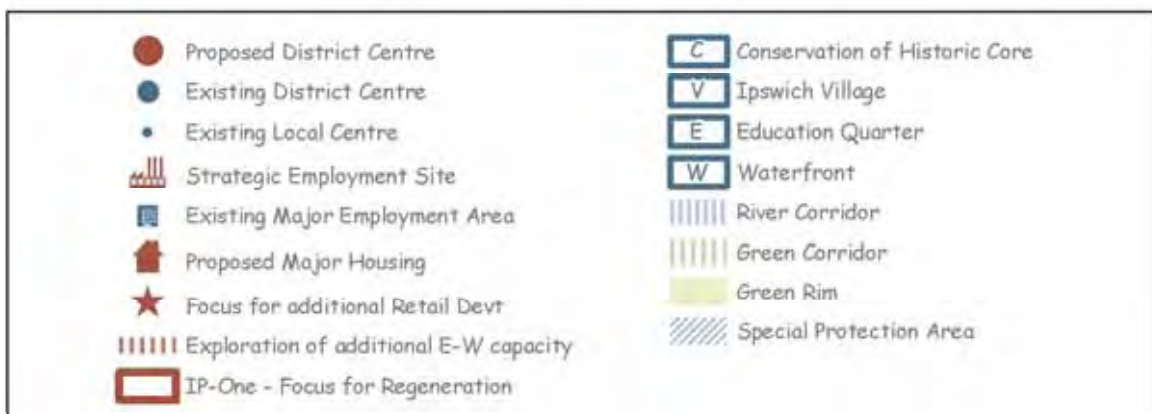 Proposed District Centre
Existing District Centre
Existing Local Centre
Strategic Employment Site
Existing Major Employment Area
Proposed Major Housing
Focus for additional Retail Devt
Exploration of additional E-W capacity
IP-One - Focus for Regeneration
C Conservation of Historic Core
V Ipswich Village
E Education Quarter
W Waterfront
River Corridor
Green Corridor
Green Rim
Special Protection Area